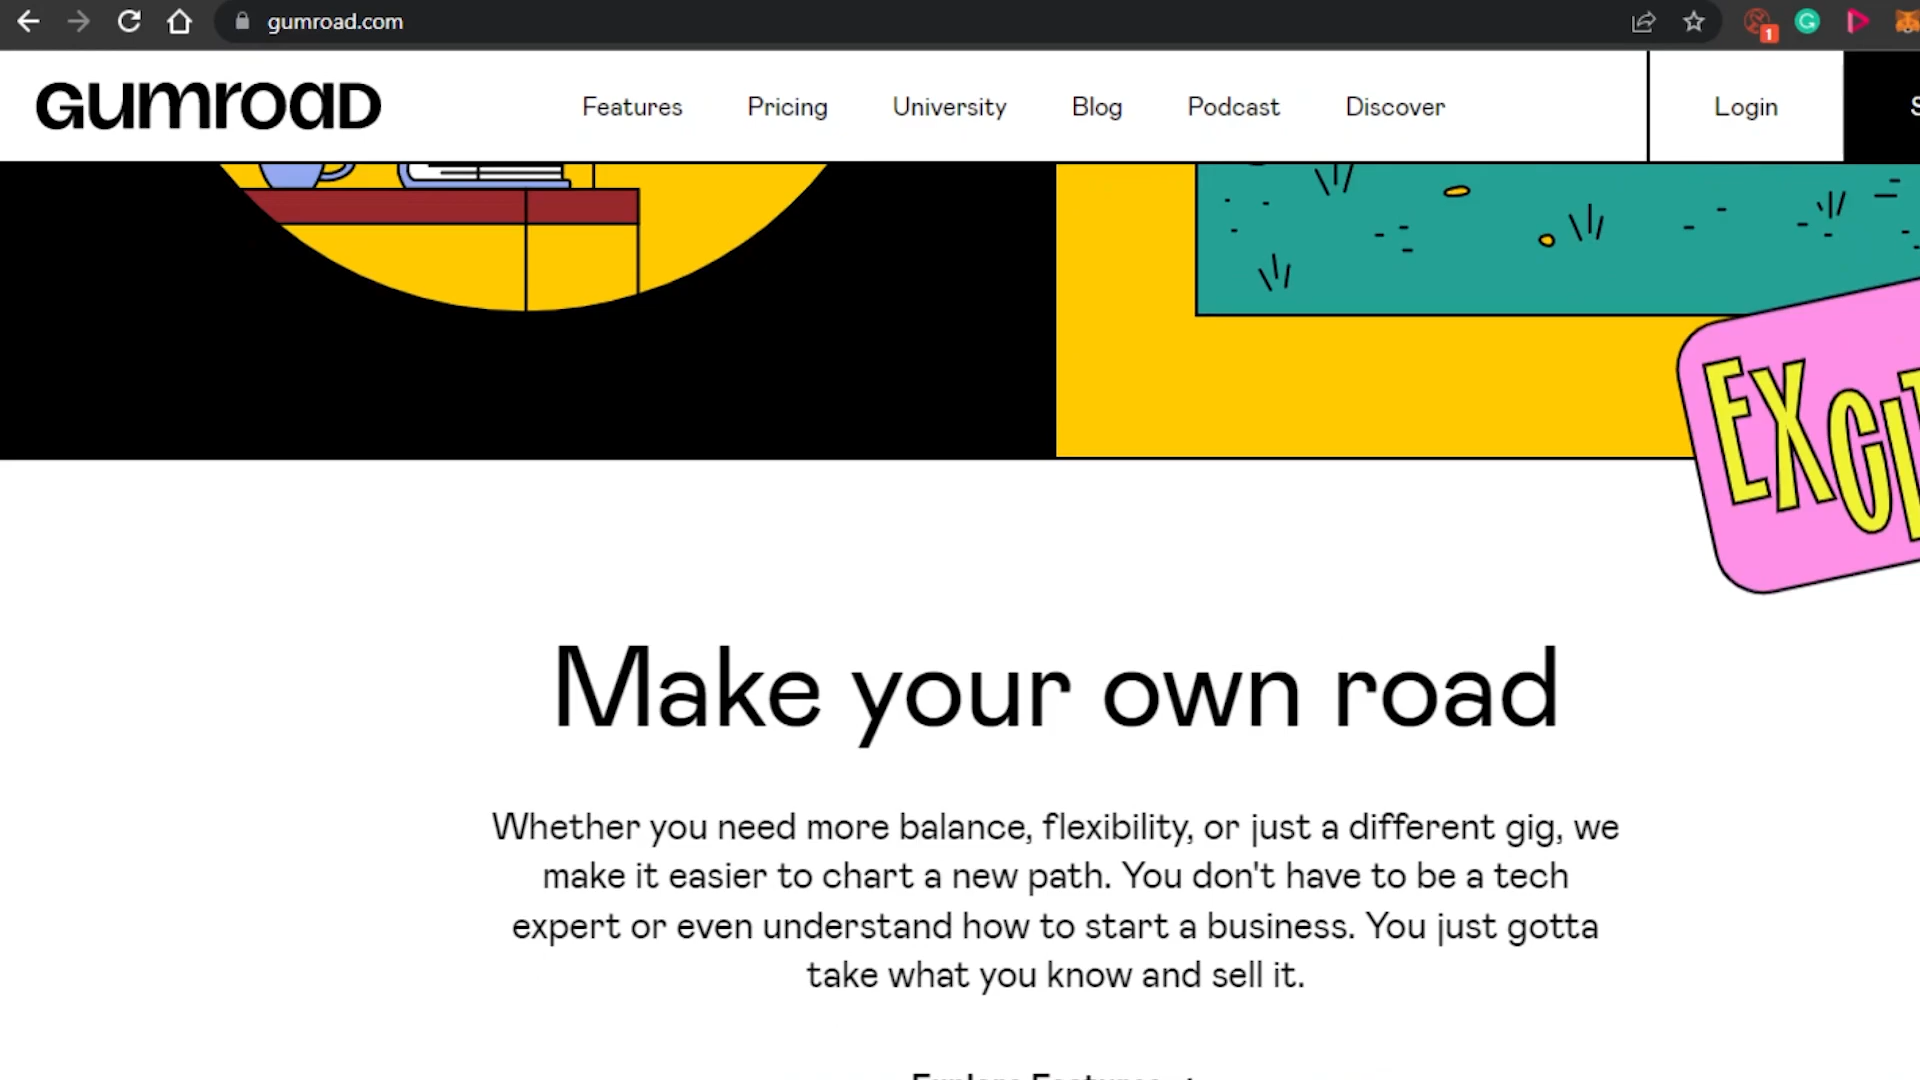 gumroad.com
1
GUMROAD
Features
Pricing
University
Blog
Podcast
Discover
Login
Make your own road
Whether you need more balance, flexibility, or just a different gig, we
make it easier to chart a new path. You don't have to be a tech
expert or even understand how to start a business. You just gotta
take what you know and sell it.